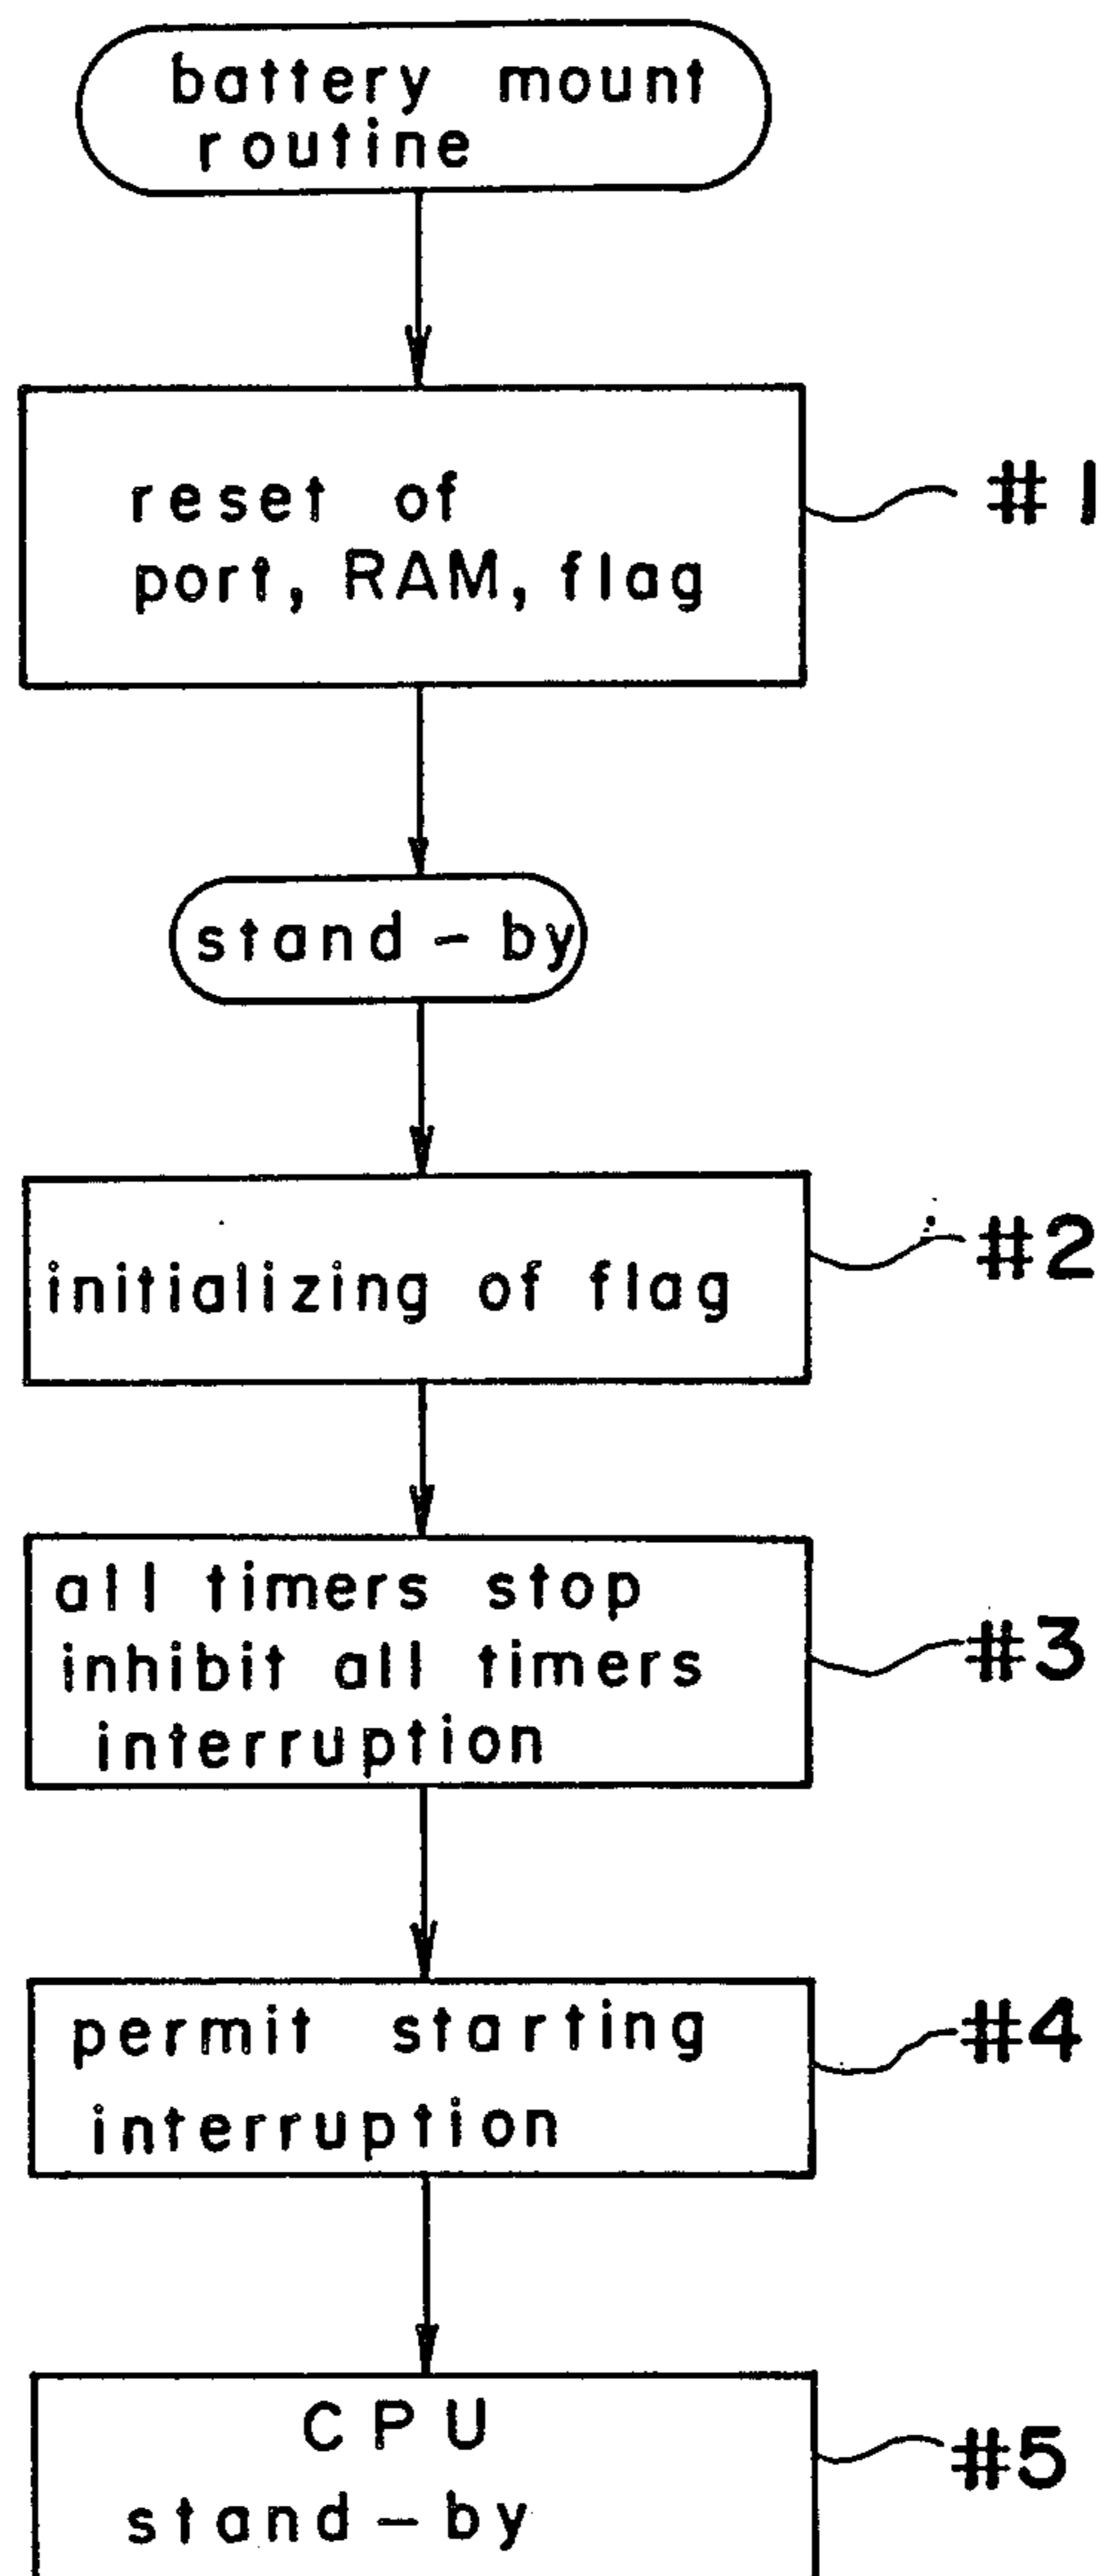 battery mount
routine
reset of
port, RAM, flag
#1
stand-by
initializing of flag
#2
all timers stop
inhibit all timers
interruption
#3
permit starting
interruption
#4
CPU
stand-by
#5